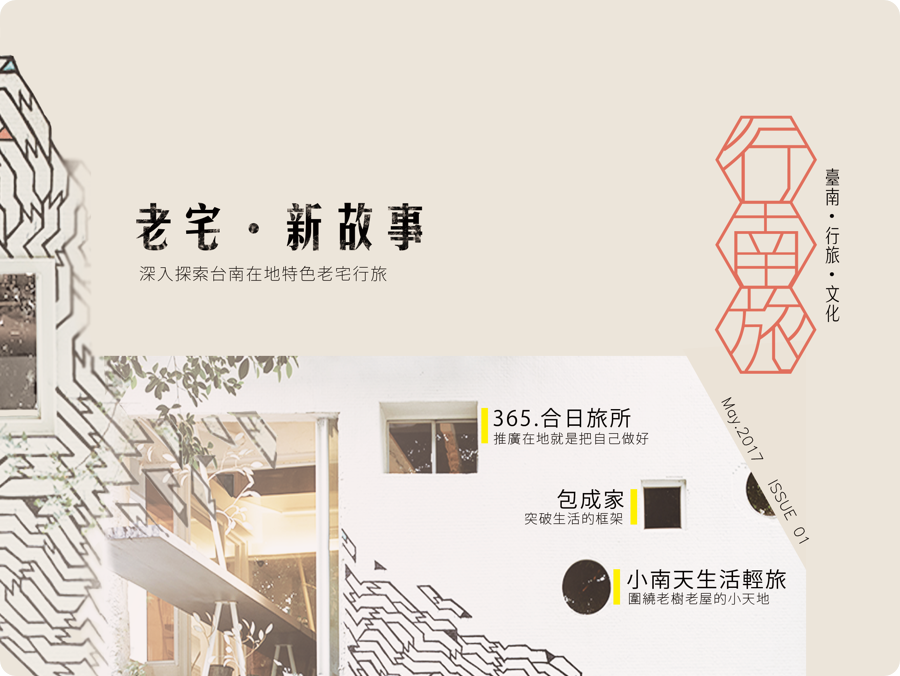 老宅・新故事
深入探索台南在地特色老宅行旅
行南旅
臺南・行旅・文化
365.合日旅所
推廣在地就是把自己做好
May.2017 ISSUE 01
包成家
突破生活的框架
小南天生活輕旅
圍繞老樹老屋的小天地